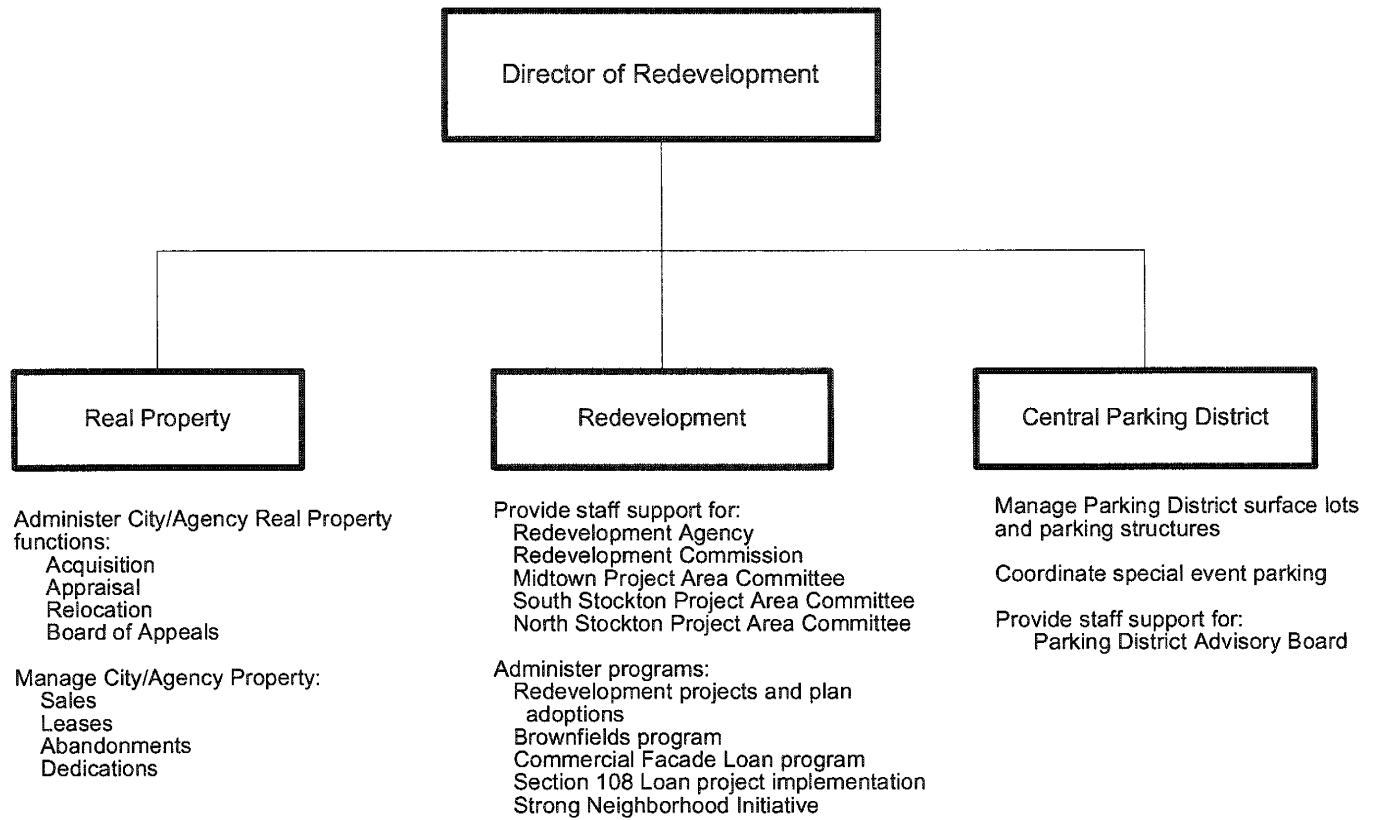 Director of Redevelopment
Real Property
Administer City/Agency Real Property
functions:
Acquisition
Appraisal
Relocation
Board of Appeals
Manage City/Agency Property:
Sales
Leases
Abandonments
Dedications
Redevelopment
Provide staff support for:
Redevelopment Agency
Redevelopment Commission
Midtown Project Area Committee
South Stockton Project Area Committee
North Stockton Project Area Committee
Administer programs:
Redevelopment projects and plan
adoptions
Brownfields program
Commercial Facade Loan program
Section 108 Loan project implementation
Strong Neighborhood Initiative
Central Parking District
Manage Parking District surface lots
and parking structures
Coordinate special event parking
Provide staff support for:
Parking District Advisory Board